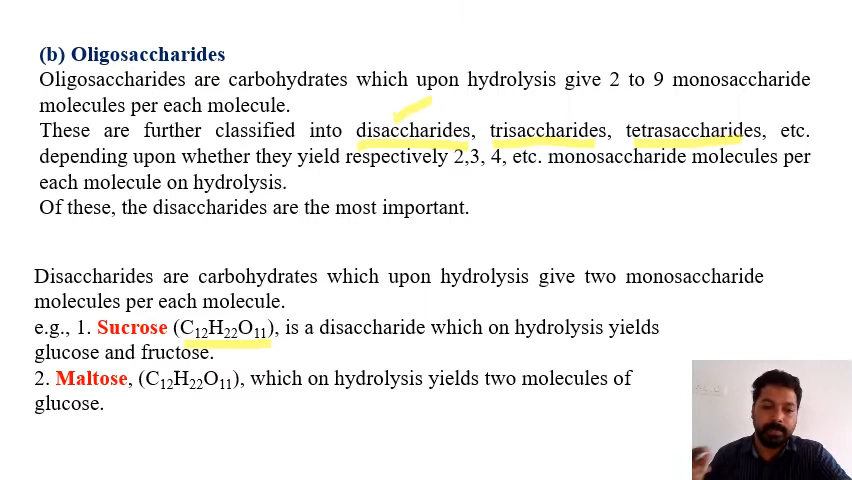 (b) Oligosaccharides
Oligosaccharides are carbohydrates which upon hydrolysis give 2 to 9 monosaccharide
molecules per each molecule.
These are further classified into disaccharides, trisaccharides, tetrasaccharides, etc.
depending upon whether they yield respectively 2,3, 4, etc. monosaccharide molecules per
each molecule on hydrolysis.
Of these, the disaccharides are the most important.
Disaccharides are carbohydrates which upon hydrolysis give two monosaccharide
molecules per each molecule.
e.g., 1. Sucrose (C₁₂H₂₂O₁₁), is a disaccharide which on hydrolysis yields
glucose and fructose.
2. Maltose, (C₁₂H₂₂O₁₁), which on hydrolysis yields two molecules of
glucose.